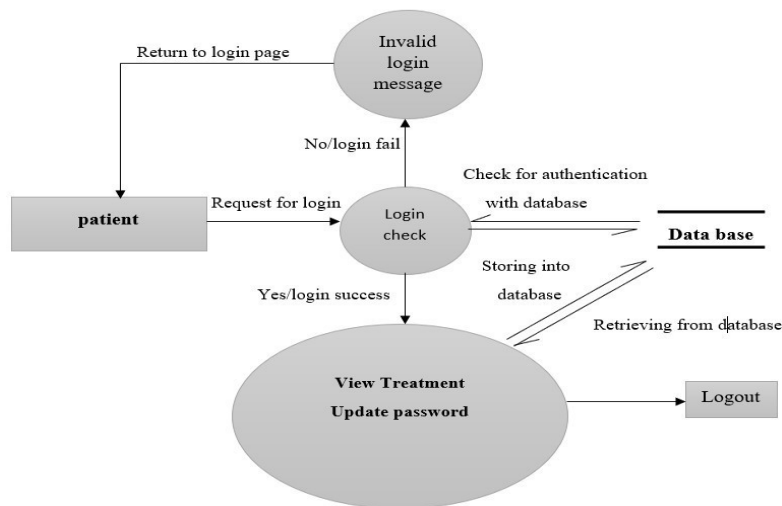 Invalid
login
message
Return to login page
No/login fail
Check for authentication
with database
patient
Request for login
Login
check
Data base
Storing into
database
Yes/login success
Retrieving from database
View Treatment
Update password
Logout